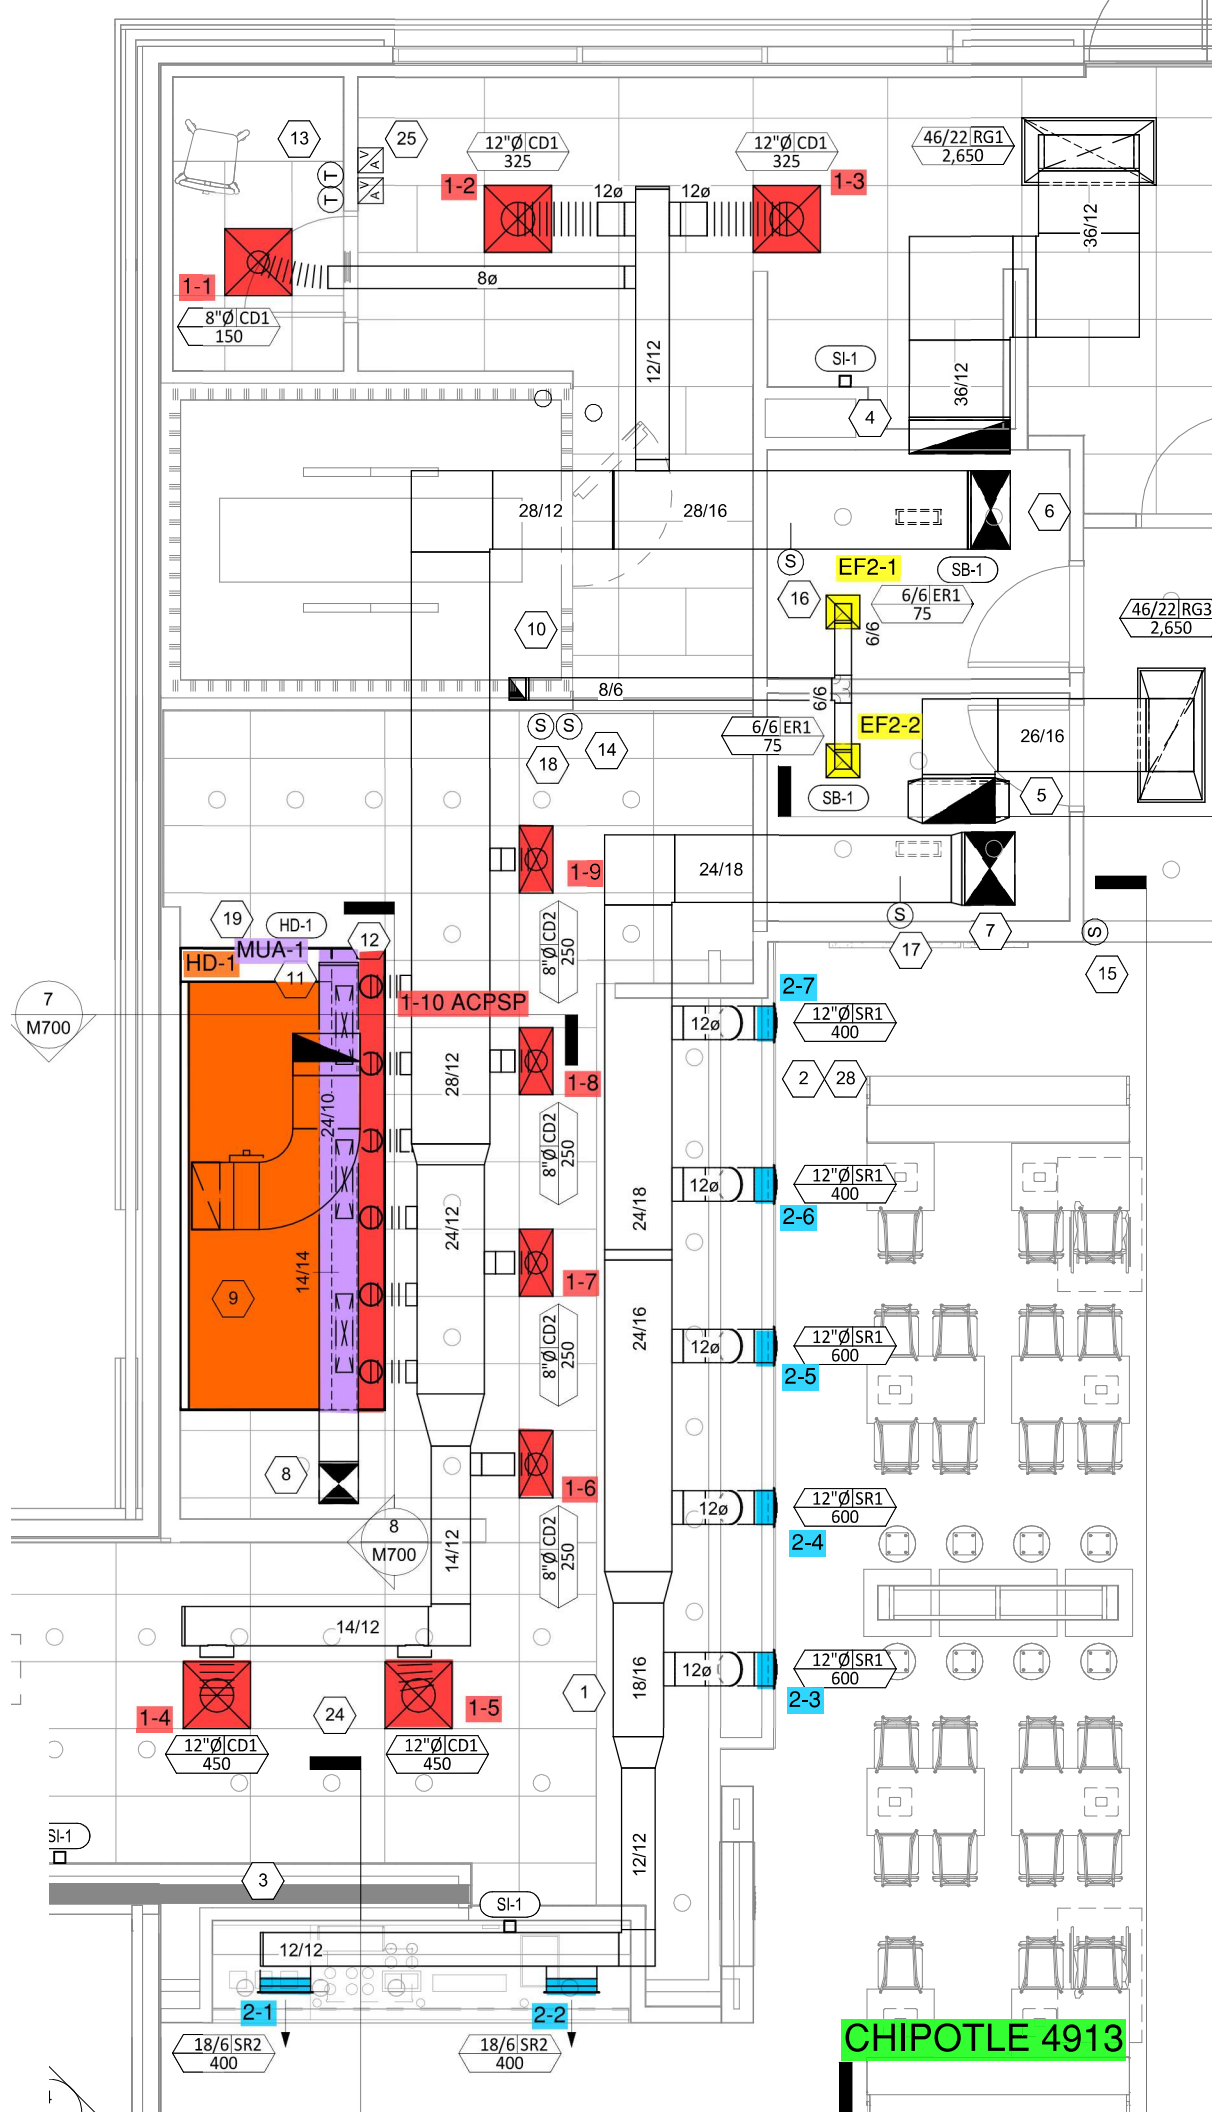 13
25
12"Ø CD1
325
12"Ø CD1
325
46/22 RG1
2,650
T
T
V
A
V
A
1-2
12ø
12ø
1-3
36/12
1-1
8ø
8"Ø CD1
150
12/12
SI-1
36/12
4
28/12
28/16
6
S
EF2-1
SB-1
16
6/6 ER1
75
6/6
46/22 RG3
2,650
10
8/6
6/6
S
S
6/6 ER1
75
EF2-2
26/16
18
14
SB-1
5
24/18
1-9
19
HD-1
12
8"Ø CD2
250
S
7
S
MUA-1
HD-1
11
17
15
1-10 ACPSP
2-7
7
M700
12"Ø SR1
400
1-8
28/12
2
28
24/10
8"Ø CD2
250
12ø
12"Ø SR1
400
24/18
24/12
2-6
14/14
1-7
9
24/16
12ø
12"Ø SR1
600
8"Ø CD2
250
2-5
8
1-6
12ø
12"Ø SR1
600
8
M700
14/12
8"Ø CD2
250
2-4
14/12
12ø
12"Ø SR1
600
18/16
1
2-3
1-4
24
1-5
12"Ø CD1
450
12"Ø CD1
450
SI-1
12/12
3
SI-1
12/12
2-1
2-2
CHIPOTLE 4913
18/6 SR2
400
18/6 SR2
400